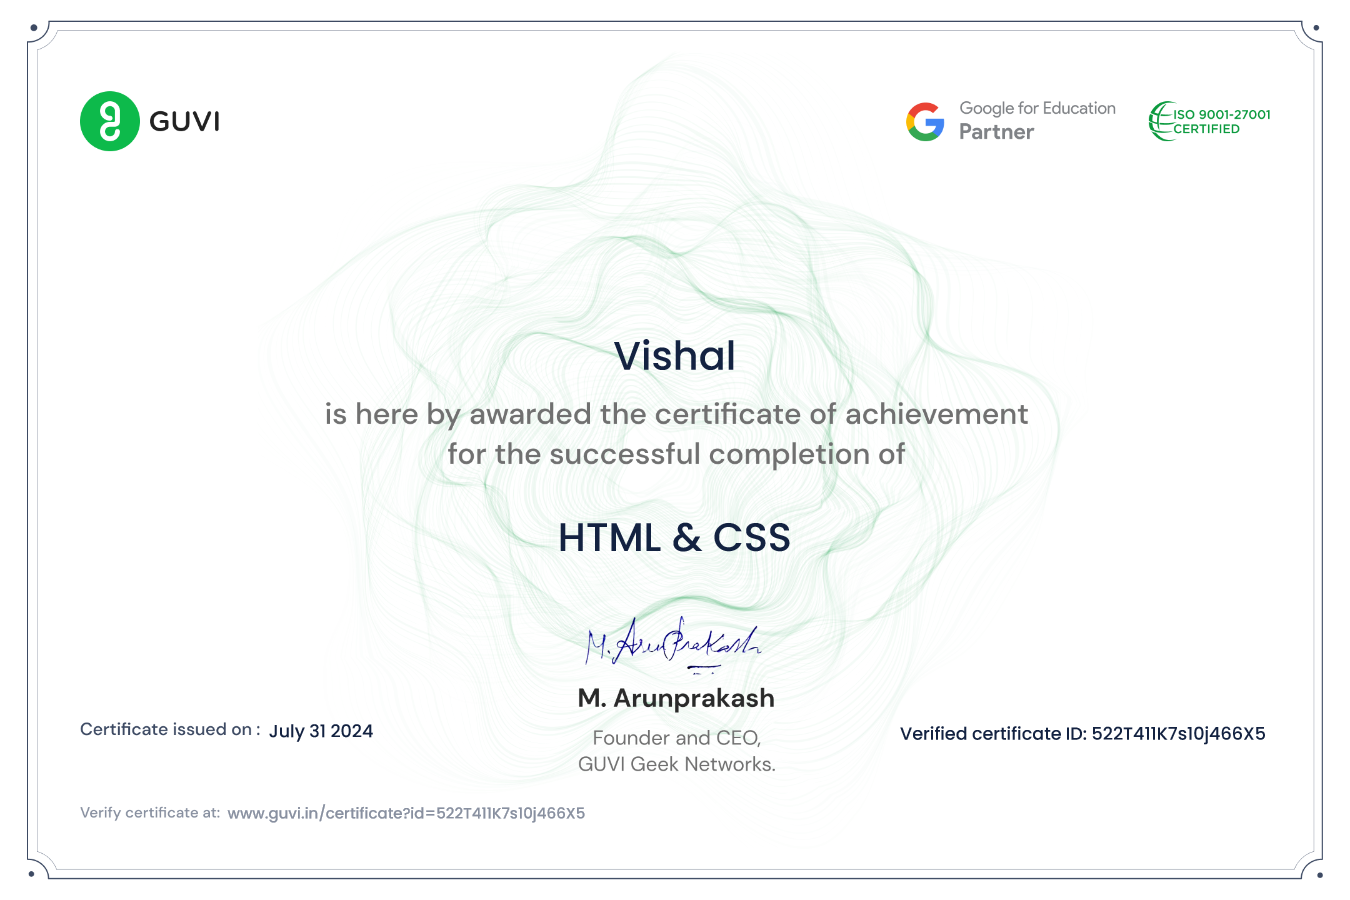 GUVI
Google for Education
Partner
ISO 9001-27001
CERTIFIED
Vishal
is here by awarded the certificate of achievement
for the successful completion of
HTML & CSS
M. Arunprakash
M. Arunprakash
Founder and CEO,
GUVI Geek Networks.
Certificate issued on : July 31 2024
Verified certificate ID: 522T411K7s10j466X5
Verify certificate at: www.guvi.in/certificate?id=522T411K7s10j466X5